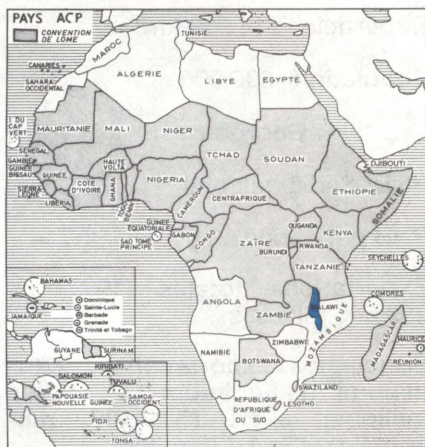 PAYS ACP
CONVENTION
DE LOME
TUNISIE
MAROC
CANARIES
SAHARA
OCCIDENTAL
ALGERIE
LIBYE
EGYPTE
I DU
CAP
VERT
MAURITANIE
MALI
NIGER
TCHAD
SOUDAN
DJIBOUTI
SENEGAL
GAMBIE
GUINEE
BISSAU
GUINEE
SIERRA
LEONE
LIBERIA
COTE
D'IVOIRE
HAUTE
VOLTA
GHANA
TOGO
BENIN
NIGERIA
CAMEROUN
CENTRAFRIQUE
ETHIOPIE
SOMALIE
GUINEE
EQUATORIALE
SAO TOME
PRINCIPE
GABON
CONGO
ZAÏRE
OUGANDA
RWANDA
BURUNDI
KENYA
TANZANIE
SEYCHELLES
COMORES
ANGOLA
ZAMBIE
MALAWI
MOZAMBIQUE
MADAGASCAR
MAURICE
REUNION
NAMIBIE
BOTSWANA
ZIMBABWE
SWAZILAND
LESOTHO
REPUBLIQUE
D'AFRIQUE
DU SUD
BAHAMAS
JAMAÏQUE
Dominique
Sainte-Lucie
Barbade
Grenade
Trinité et Tobago
GUYANE
SURINAM
KIRIBATI
SALOMON
TUVALU
PAPOUASIE
NOUVELLE GUINEE
SAMOA
OCCIDENT
FIDJI
TONGA